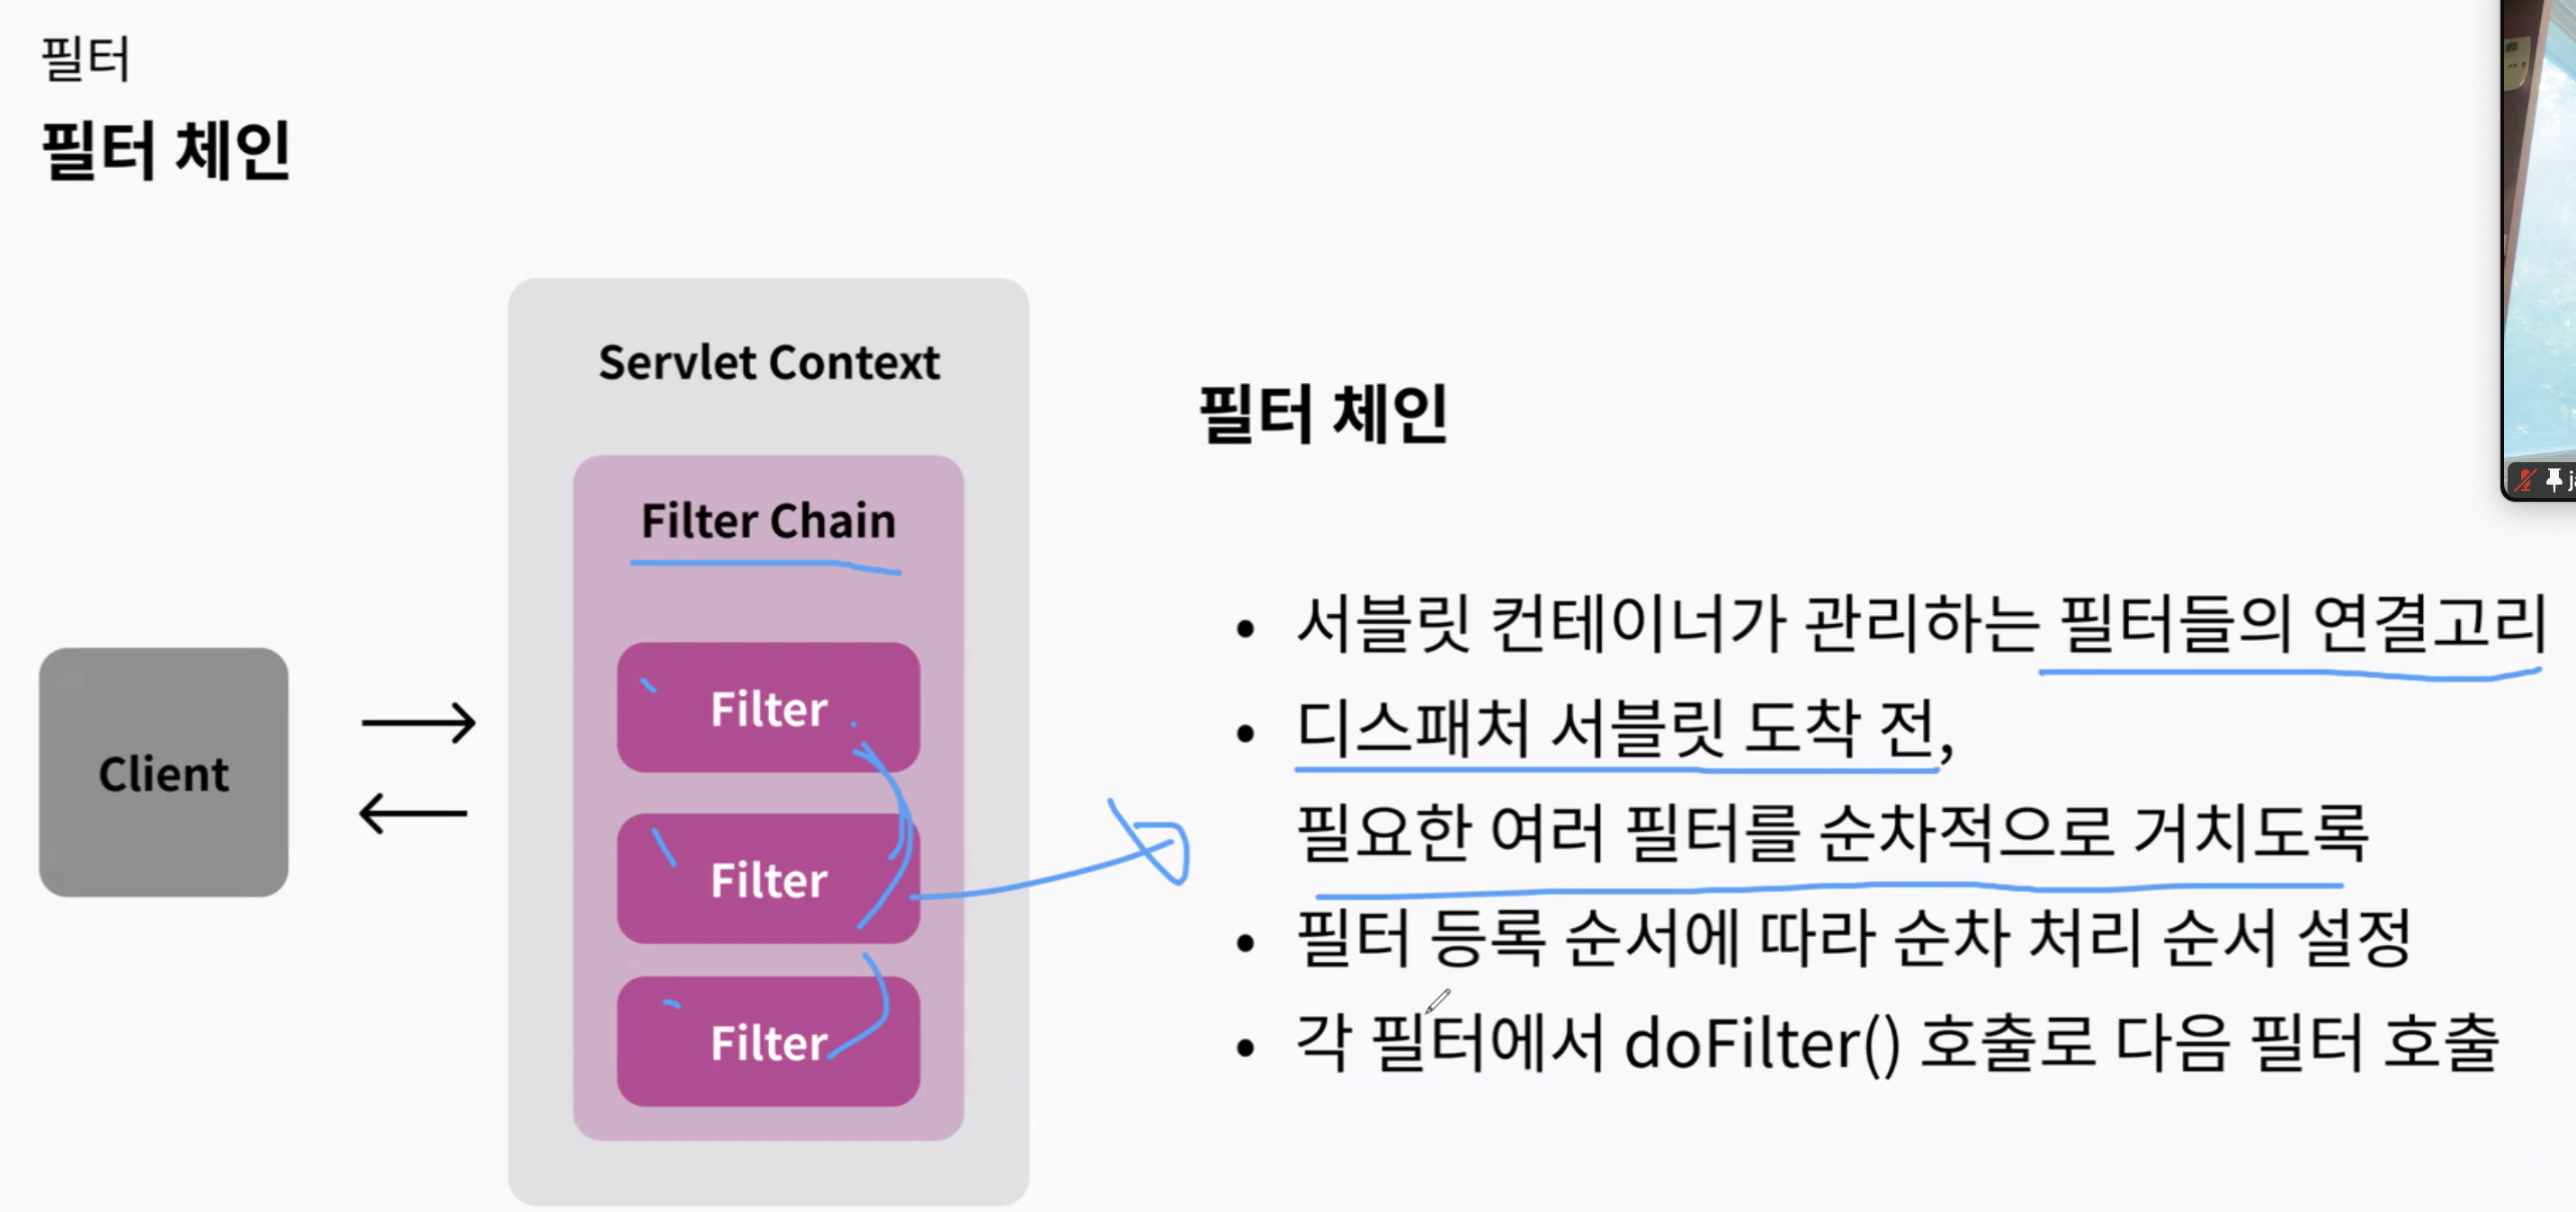 필터
필터 체인
Servlet Context
Filter Chain
Filter
Filter
Filter
Client
필터 체인
• 서블릿 컨테이너가 관리하는 필터들의 연결고리
• 디스패처 서블릿 도착 전,
필요한 여러 필터를 순차적으로 거치도록
• 필터 등록 순서에 따라 순차 처리 순서 설정
• 각 필터에서 doFilter() 호출로 다음 필터 호출